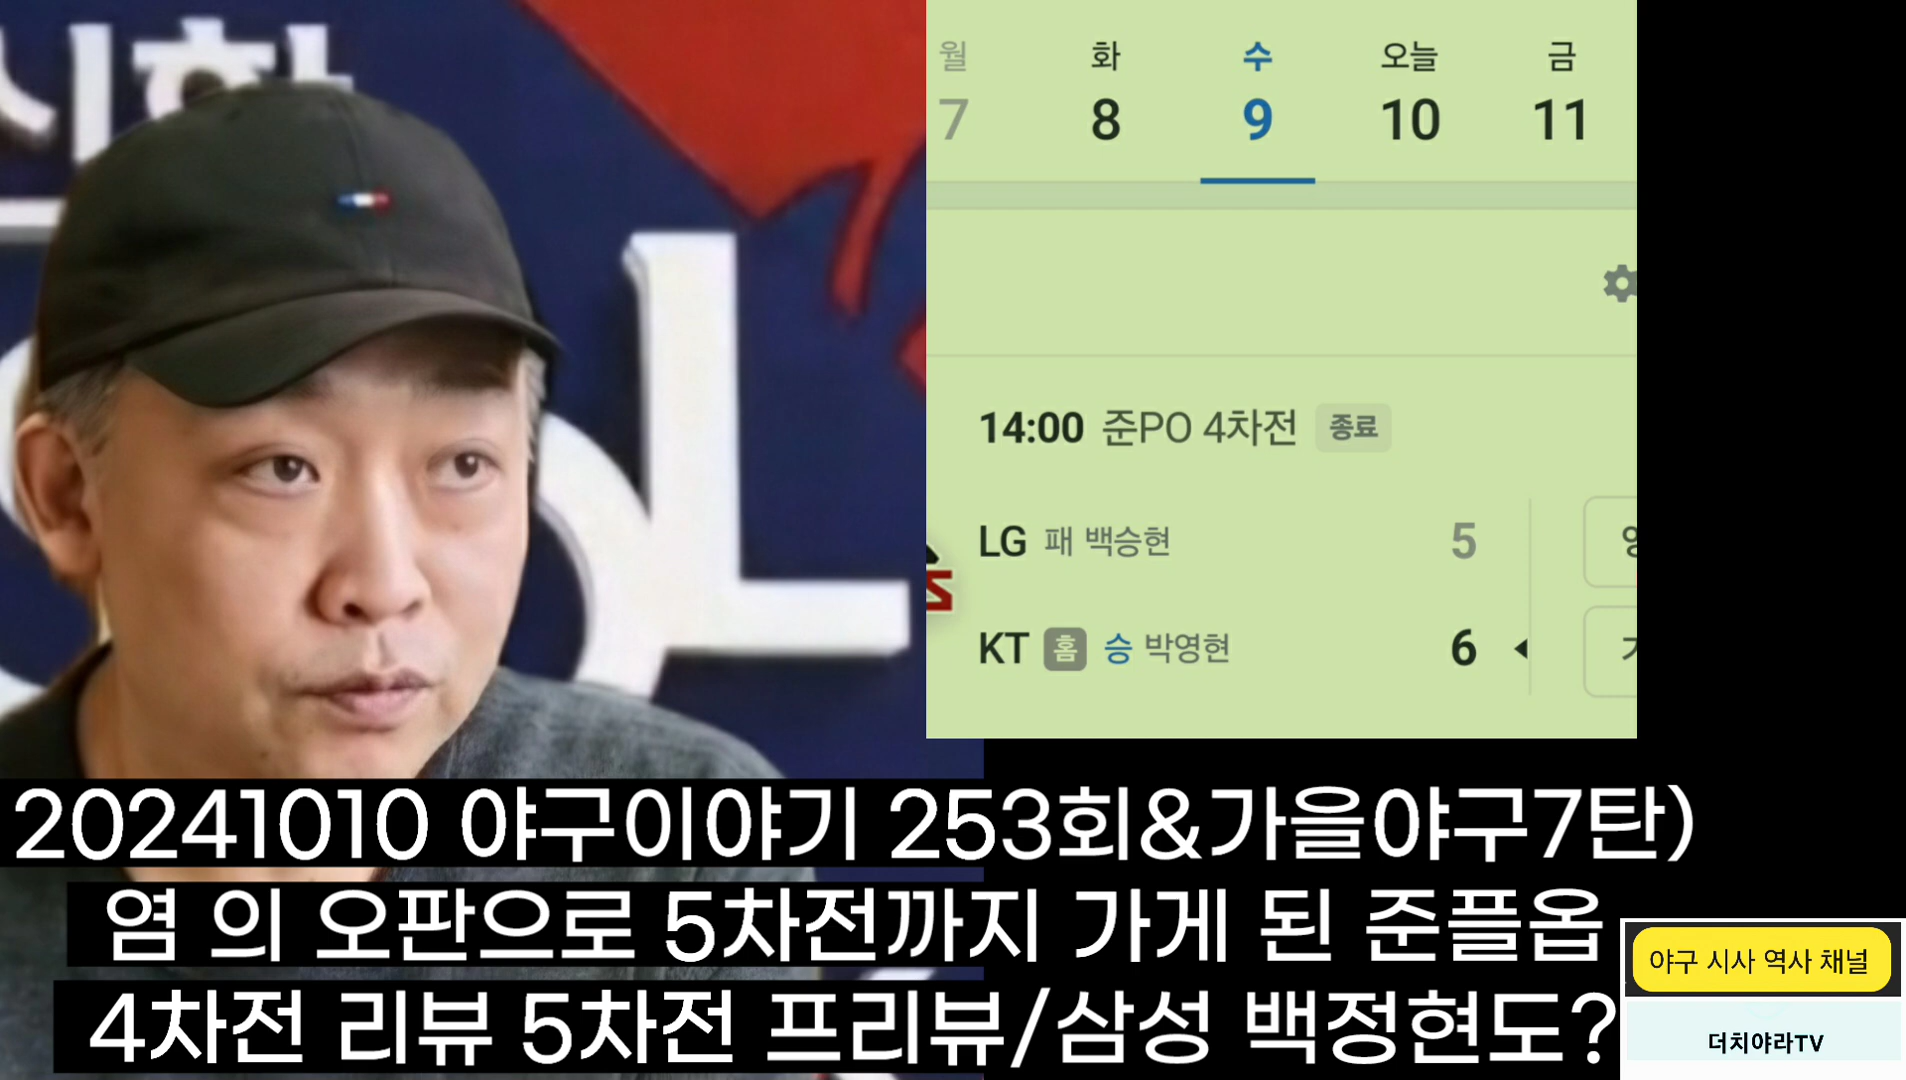 신한
월 화 수 오늘 금
7 8 9 10 11
14:00 준PO 4차전 종료
LG 패 백승현 5
KT 홈 승 박영현 6
20241010 야구이야기 253회&가을야구7탄)
염 의 오판으로 5차전까지 가게 된 준플옵
4차전 리뷰 5차전 프리뷰/삼성 백정현도?
야구 시사 역사 채널
더치야라TV